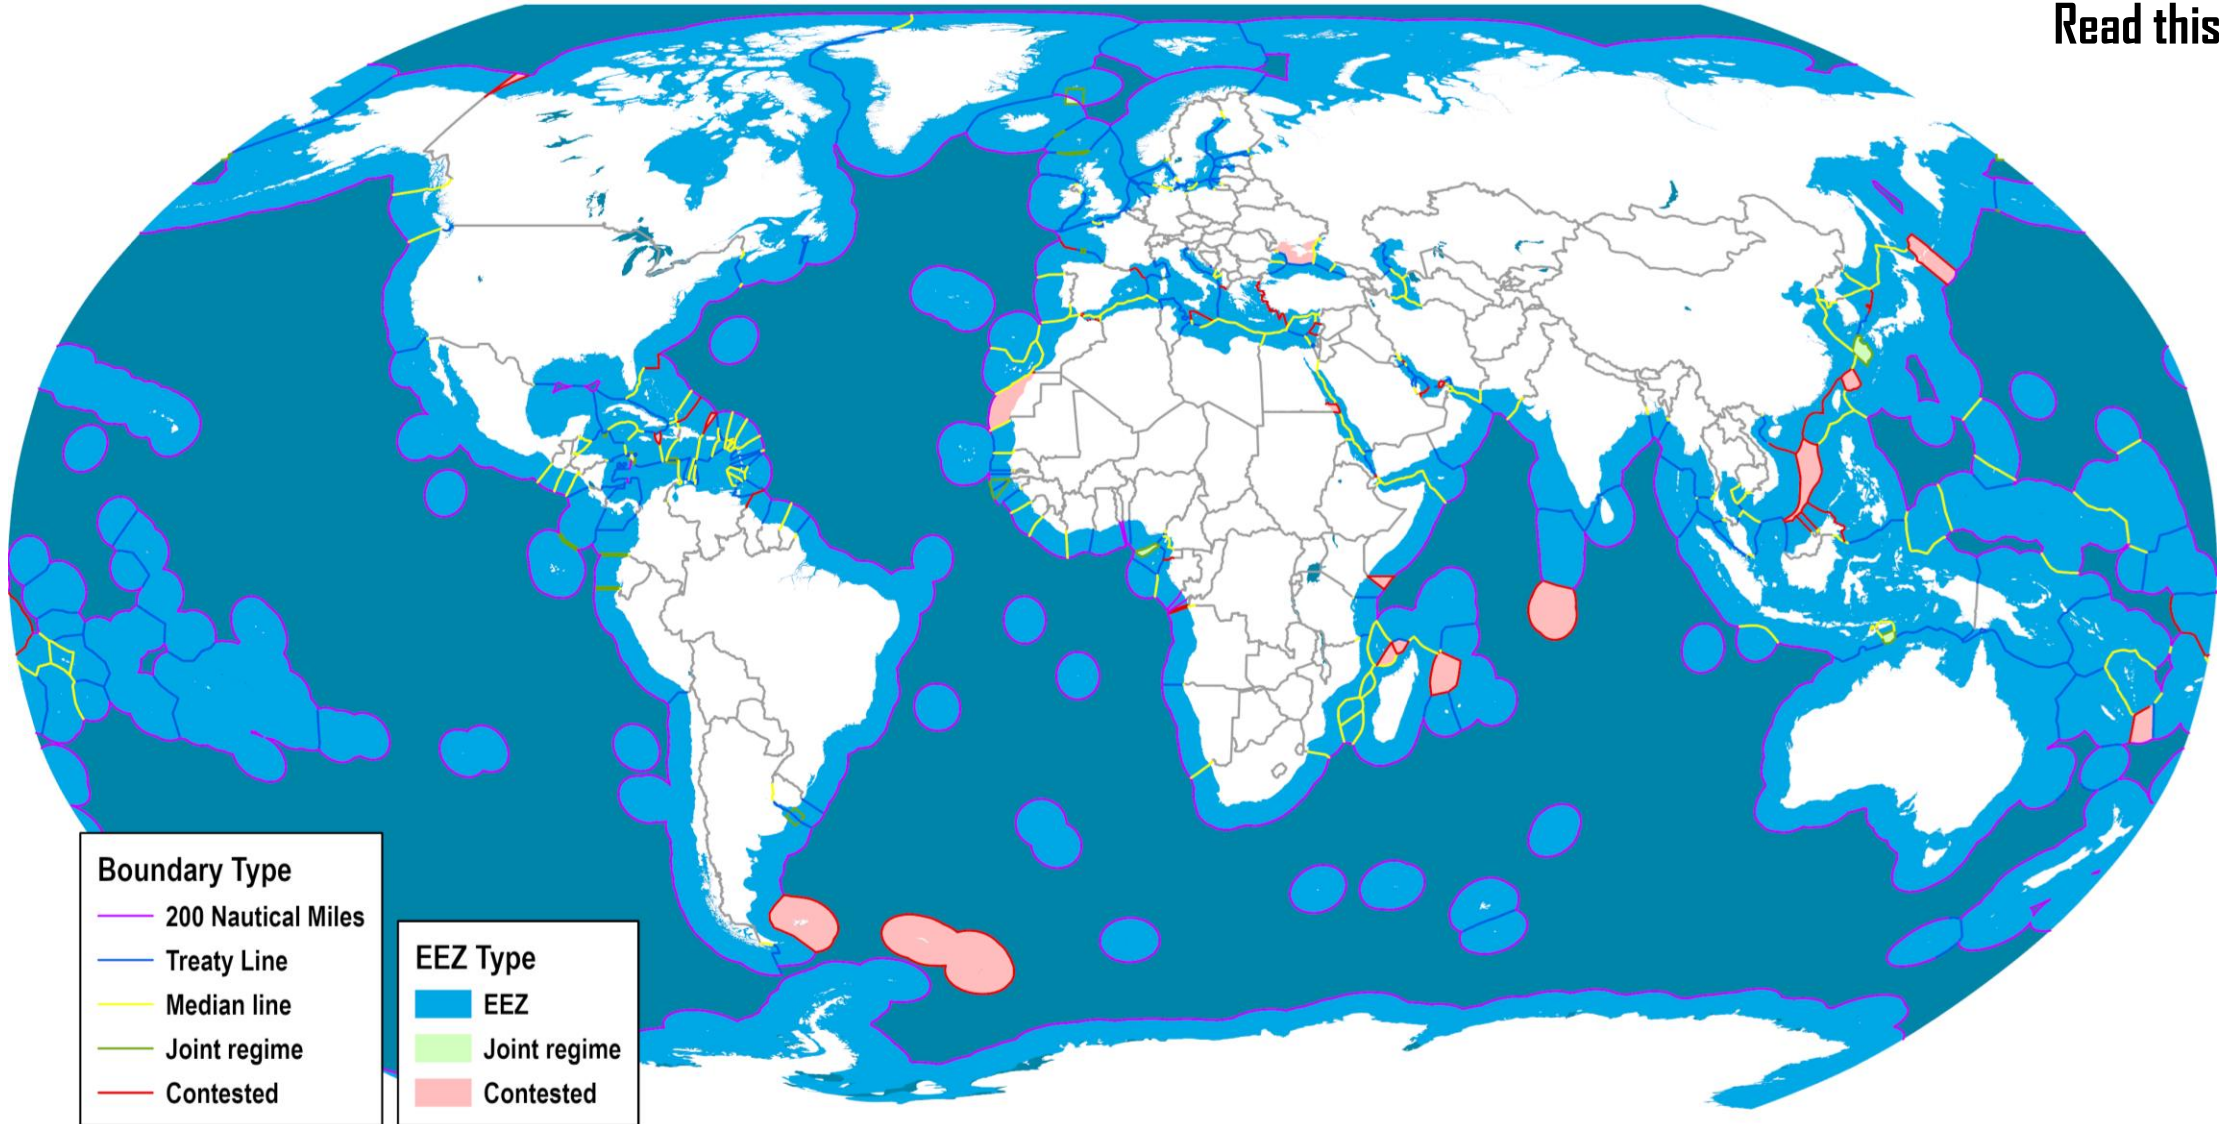 Read this
Boundary Type
200 Nautical Miles
Treaty Line
Median line
Joint regime
Contested
EEZ Type
EEZ
Joint regime
Contested